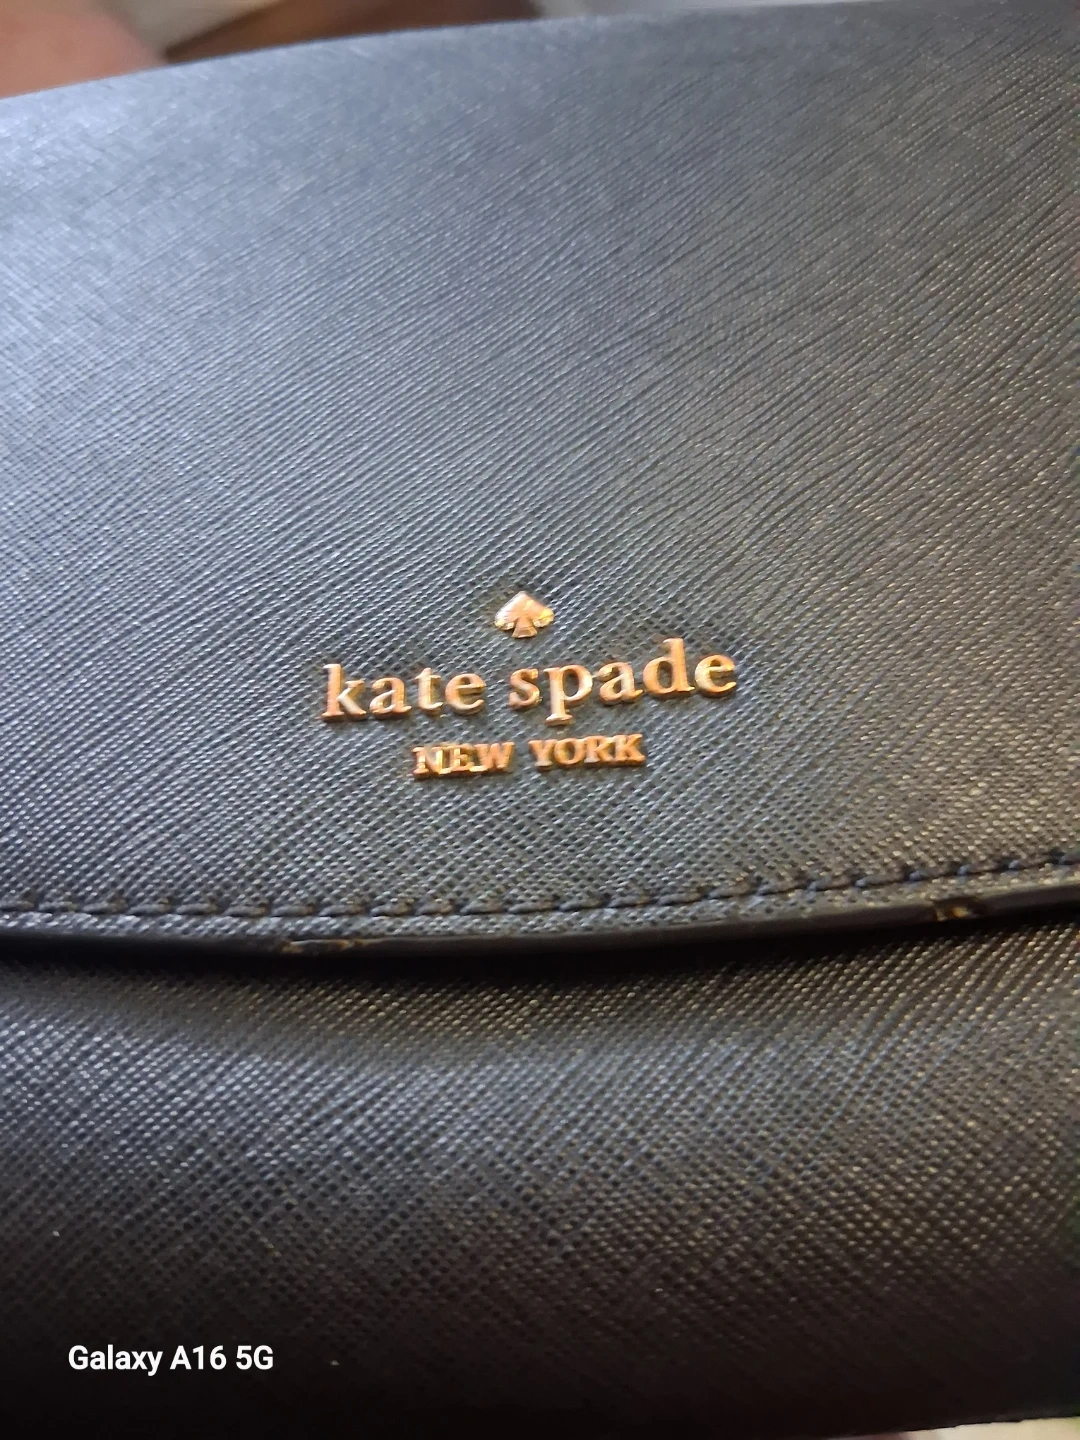 kate spade
NEW YORK
Galaxy A16 5G